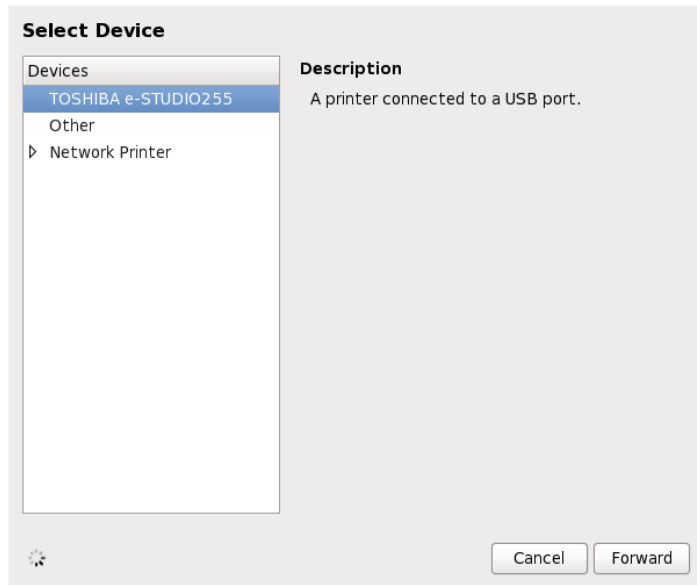 Select Device
Devices
TOSHIBA e-STUDIO255
Other
Network Printer
Description
A printer connected to a USB port.
Cancel
Forward